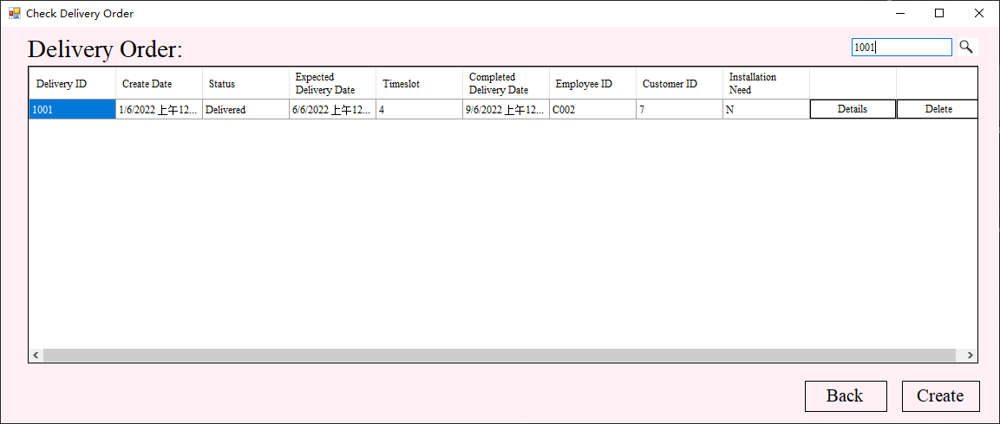 Check Delivery Order
Delivery Order:
1001
Delivery ID Create Date Status Expected Delivery Date Timeslot Completed Delivery Date Employee ID Customer ID Installation Need
1001 1/6/2022 上午12... Delivered 6/6/2022 上午12... 4 9/6/2022 上午12... C002 7 N Details Delete
Back Create